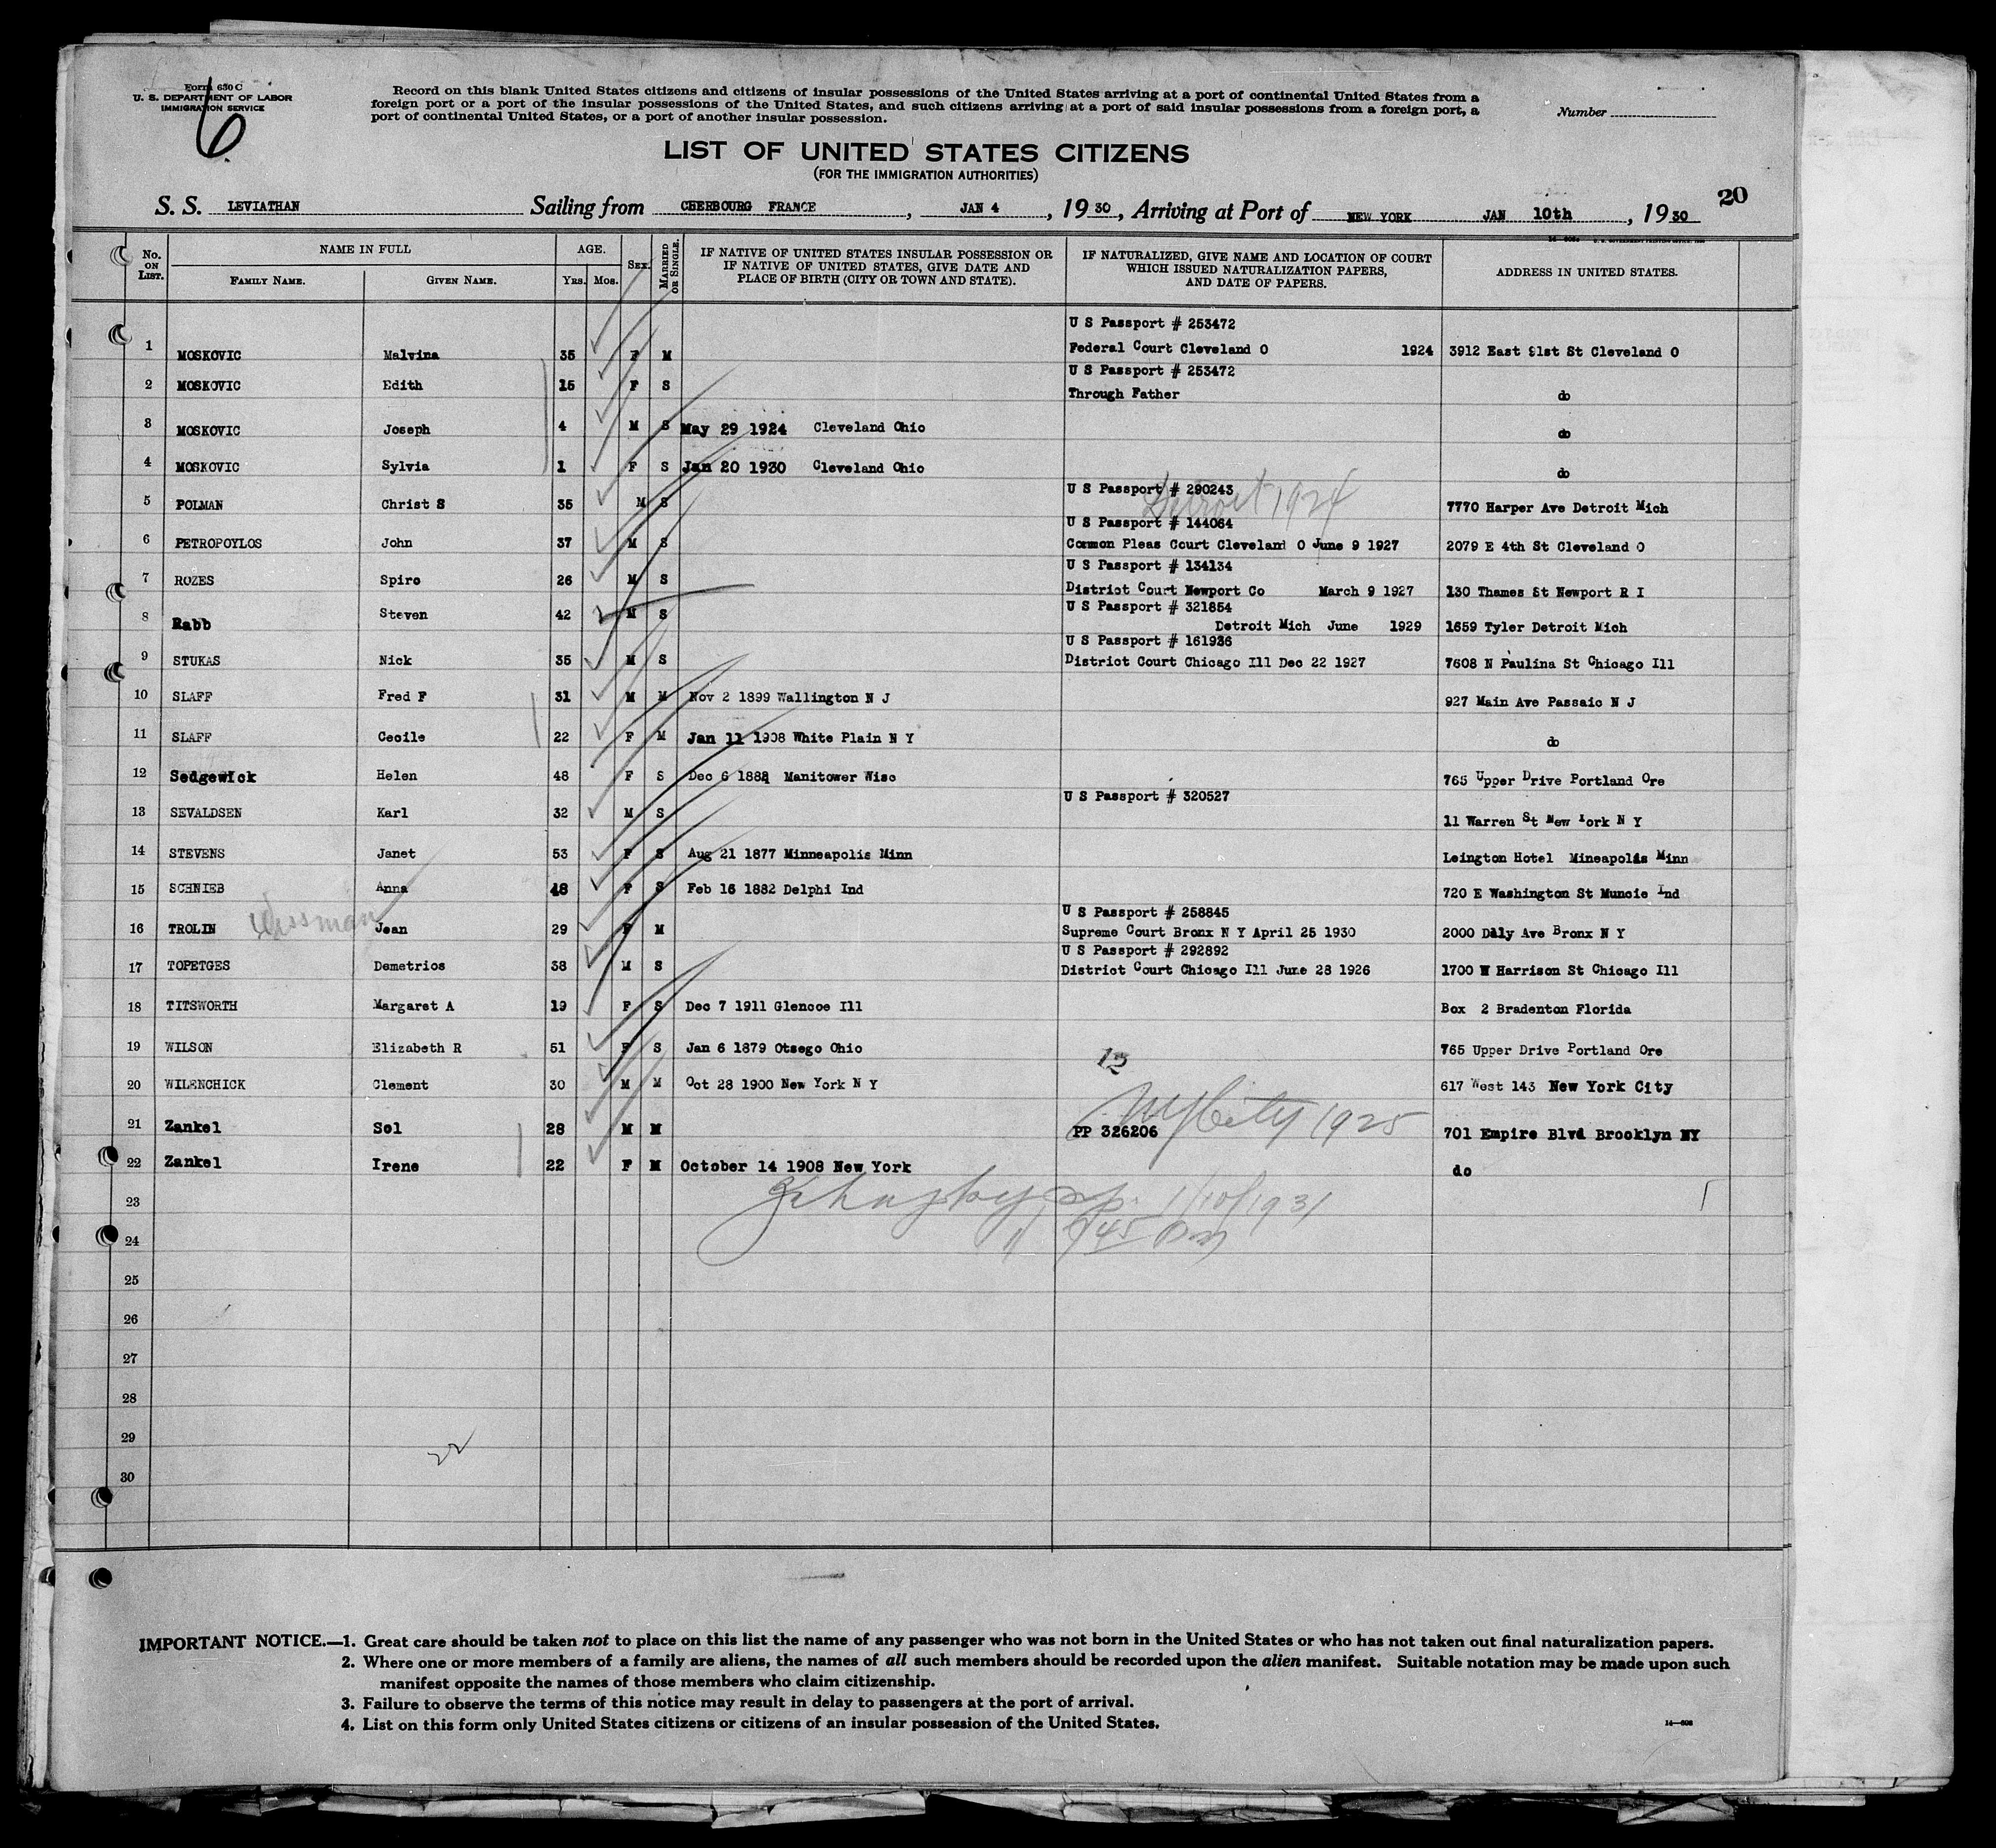 Form 630 C
U. S. DEPARTMENT OF LABOR
IMMIGRATION SERVICE
6
Record on this blank United States citizens and citizens of insular possessions of the United States arriving at a port of continental United States from a
foreign port or a port of the insular possessions of the United States, and such citizens arriving at a port of said insular possessions from a foreign port, a
port of continental United States, or a port of another insular possession.
Number
LIST OF UNITED STATES CITIZENS
(FOR THE IMMIGRATION AUTHORITIES)
20
S. S. LEVIATHAN Sailing from CHERBOURG FRANCE, JAN 4, 1930, Arriving at Port of NEW YORK JAN 10th, 1930
No. ON LIST. NAME IN FULL FAMILY NAME. GIVEN NAME. AGE. Yrs. Mos. SEX. MARRIED OR SINGLE. IF NATIVE OF UNITED STATES INSULAR POSSESSION OR IF NATIVE OF UNITED STATES, GIVE DATE AND PLACE OF BIRTH (CITY OR TOWN AND STATE). IF NATURALIZED, GIVE NAME AND LOCATION OF COURT WHICH ISSUED NATURALIZATION PAPERS, AND DATE OF PAPERS. ADDRESS IN UNITED STATES.
U S Passport # 253472
1 MOSKOVIC Malvina 35 F M Federal Court Cleveland O 1924 3912 East 91st St Cleveland O
U S Passport # 253472
2 MOSKOVIC Edith 15 F S Through Father do
3 MOSKOVIC Joseph 4 M S May 29 1924 Cleveland Ohio do
4 MOSKOVIC Sylvia 1 F S Jan 20 1930 Cleveland Ohio do
U S Passport # 290243
5 POLMAN Christ S 35 M S Detroit 1924 7770 Harper Ave Detroit Mich
U S Passport # 144064
6 PETROPOYLOS John 37 M S Common Pleas Court Cleveland O June 9 1927 2079 E 4th St Cleveland O
U S Passport # 134134
7 ROZES Spiro 26 M S District Court Newport Co March 9 1927 130 Thames St Newport R I
U S Passport # 321854
8 Rabb Steven 42 M S Detroit Mich June 1929 1659 Tyler Detroit Mich
U S Passport # 161936
9 STUKAS Nick 35 M S District Court Chicago Ill Dec 22 1927 7608 N Paulina St Chicago Ill
10 SLAFF Fred F 31 M M Nov 2 1899 Wallington N J 927 Main Ave Passaic N J
11 SLAFF Cecile 22 F M Jan 11 1908 White Plain N Y do
12 Sedgewick Helen 48 F S Dec 6 188 Manitower Wisc 765 Upper Drive Portland Ore
U S Passport # 320527
13 SEVALDSEN Karl 32 M S 11 Warren St New York N Y
14 STEVENS Janet 53 F S Aug 21 1877 Minneapolis Minn Leington Hotel Mineapolis Minn
15 SCHNIEB Anna 48 F S Feb 16 1882 Delphi Ind 720 E Washington St Muncie Ind
U S Passport # 258845
16 TROLIN Jean 29 F M Supreme Court Bronx N Y April 25 1930 2000 Daly Ave Bronx N Y
U S Passport # 292892
17 TOPETGES Demetrios 38 M S District Court Chicago Ill June 28 1926 1700 W Harrison St Chicago Ill
18 TITSWORTH Margaret A 19 F S Dec 7 1911 Glencoe Ill Box 2 Bradenton Florida
19 WILSON Elizabeth R 51 F S Jan 6 1879 Otsego Ohio 765 Upper Drive Portland Ore
12
20 WILENCHICK Clement 30 M M Oct 28 1900 New York N Y 617 West 143 New York City
21 Zankel Sol 28 M M PP 326206 NY City 1925 701 Empire Blvd Brooklyn NY
22 Zankel Irene 22 F M October 14 1908 New York do
23 1/10/1931
24
25
26
27
28
29
22
30
IMPORTANT NOTICE.—1. Great care should be taken not to place on this list the name of any passenger who was not born in the United States or who has not taken out final naturalization papers.
2. Where one or more members of a family are aliens, the names of all such members should be recorded upon the alien manifest. Suitable notation may be made upon such
manifest opposite the names of those members who claim citizenship.
3. Failure to observe the terms of this notice may result in delay to passengers at the port of arrival.
4. List on this form only United States citizens or citizens of an insular possession of the United States.